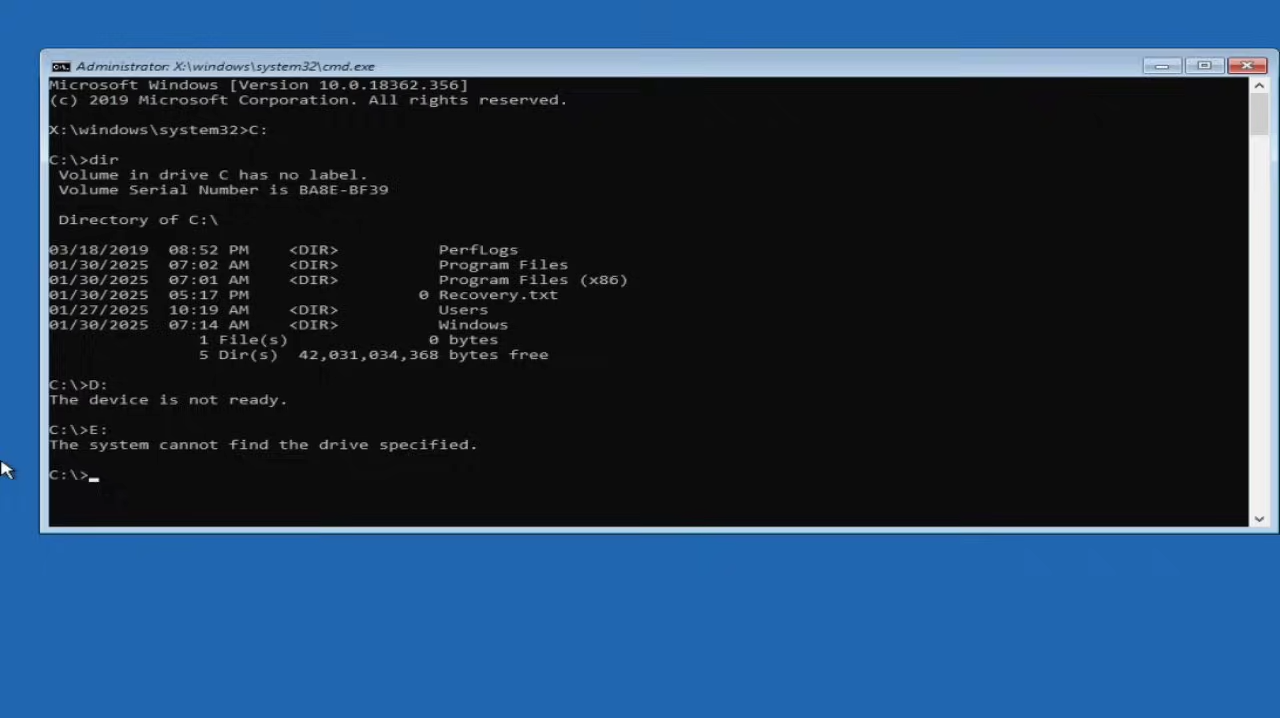 Administrator: X:\windows\system32\cmd.exe
Microsoft Windows [Version 10.0.18362.356]
(c) 2019 Microsoft Corporation. All rights reserved.
X:\windows\system32>C:
C:\>dir
Volume in drive C has no label.
Volume Serial Number is BA8E-BF39
Directory of C:\
03/18/2019  08:52 PM    <DIR>          PerfLogs
01/30/2025  07:02 AM    <DIR>          Program Files
01/30/2025  07:01 AM    <DIR>          Program Files (x86)
01/30/2025  05:17 PM                 0 Recovery.txt
01/27/2025  10:19 AM    <DIR>          Users
01/30/2025  07:14 AM    <DIR>          Windows
1 File(s)              0 bytes
5 Dir(s)  42,031,034,368 bytes free
C:\>D:
The device is not ready.
C:\>E:
The system cannot find the drive specified.
C:\>